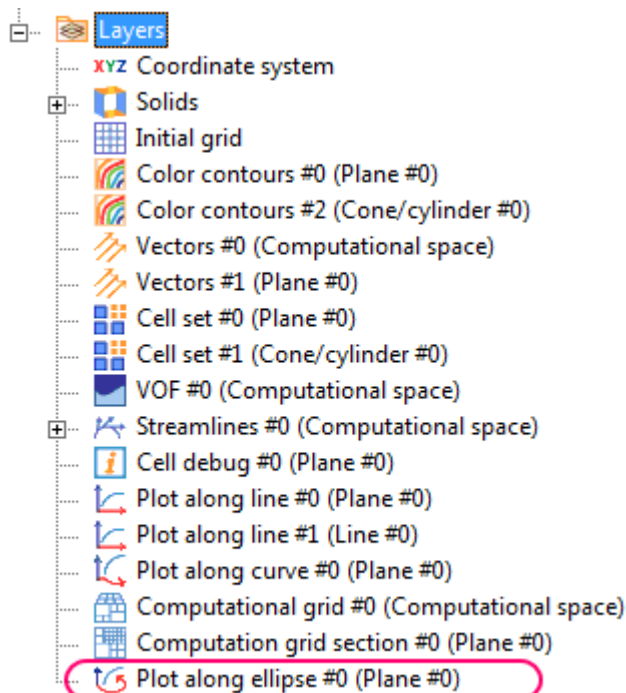 Layers
XYZ Coordinate system
Solids
Initial grid
Color contours #0 (Plane #0)
Color contours #2 (Cone/cylinder #0)
Vectors #0 (Computational space)
Vectors #1 (Plane #0)
Cell set #0 (Plane #0)
Cell set #1 (Cone/cylinder #0)
VOF #0 (Computational space)
Streamlines #0 (Computational space)
i Cell debug #0 (Plane #0)
Plot along line #0 (Plane #0)
Plot along line #1 (Line #0)
Plot along curve #0 (Plane #0)
Computational grid #0 (Computational space)
Computation grid section #0 (Plane #0)
Plot along ellipse #0 (Plane #0)